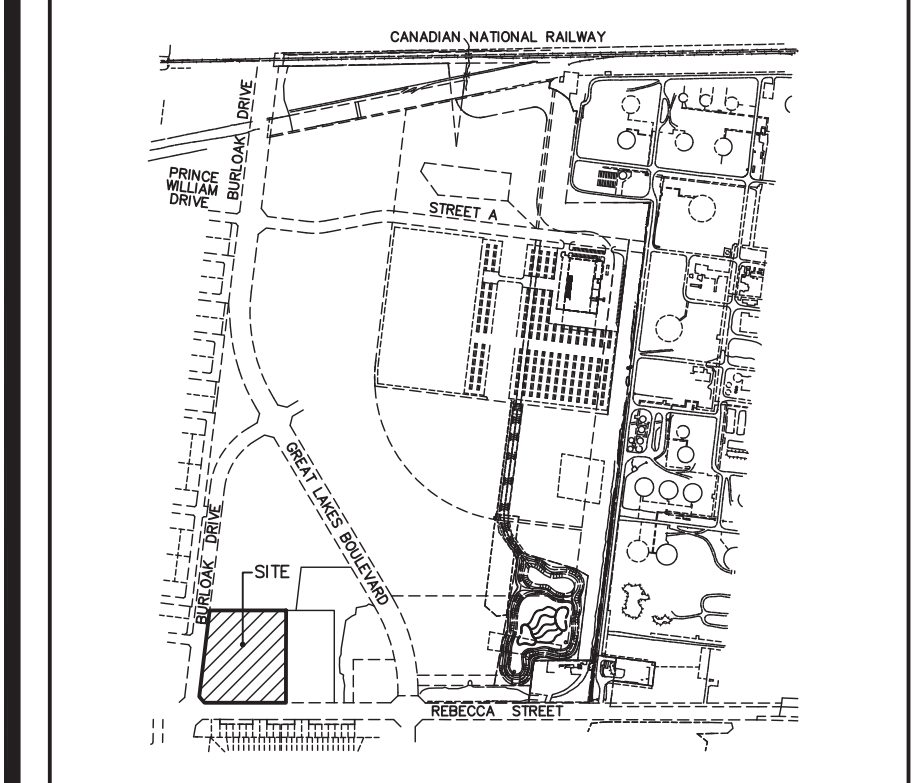 CANADIAN NATIONAL RAILWAY
BURLOAK DRIVE
PRINCE
WILLIAM
DRIVE
STREET A
GREAT LAKES BOULEVARD
BURLOAK DRIVE
SITE
REBECCA STREET